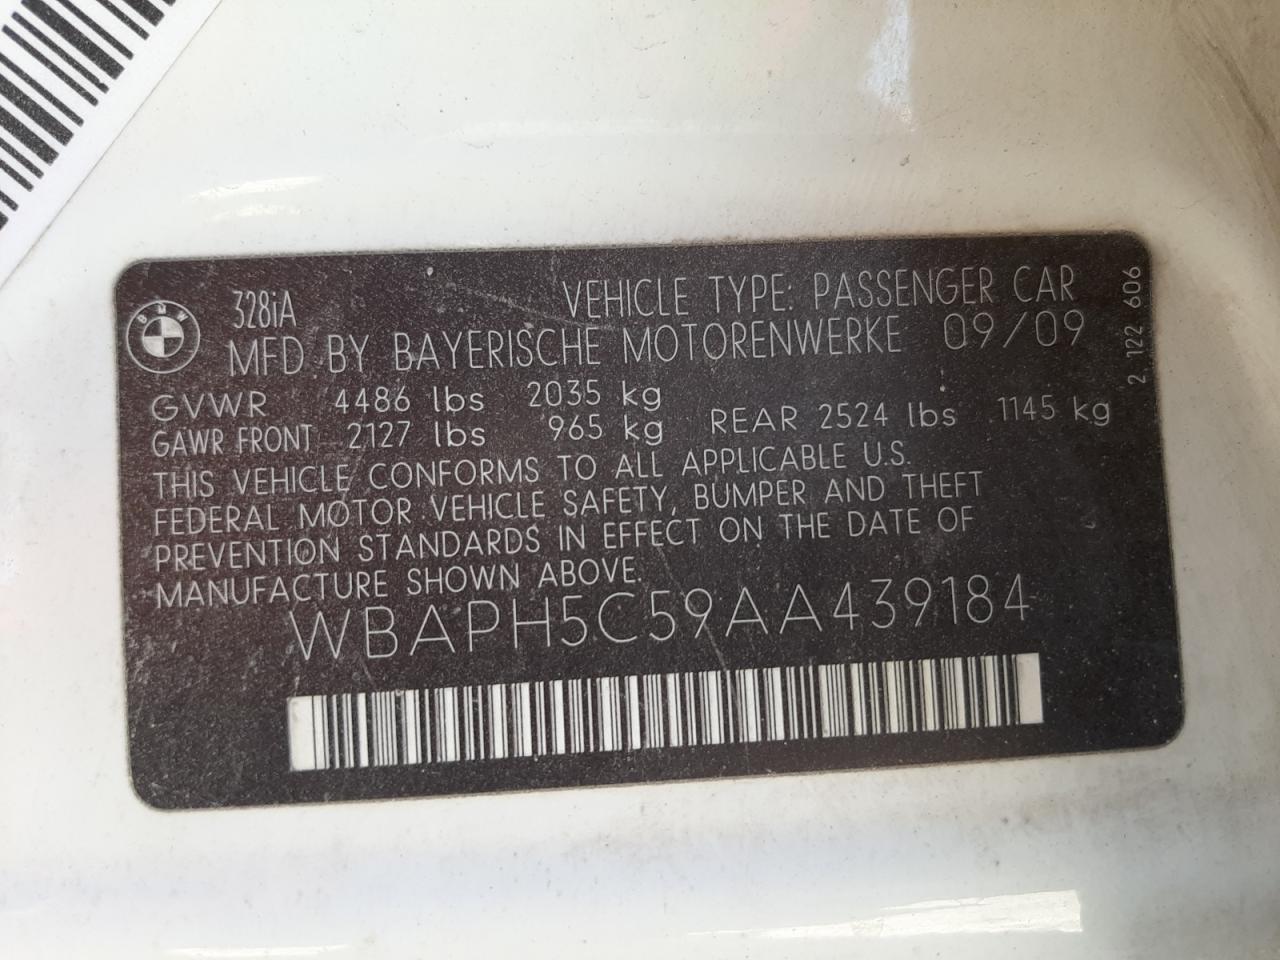 BMW
328iA
VEHICLE TYPE: PASSENGER CAR
MFD. BY BAYERISCHE MOTORENWERKE 09/09
GVWR 4486 lbs 2035 kg
GAWR FRONT 2127 lbs 965 kg REAR 2524 lbs 1145 kg
THIS VEHICLE CONFORMS TO ALL APPLICABLE U.S.
FEDERAL MOTOR VEHICLE SAFETY, BUMPER AND THEFT
PREVENTION STANDARDS IN EFFECT ON THE DATE OF
MANUFACTURE SHOWN ABOVE.
WBAPH5C59AA439184
2 122 606